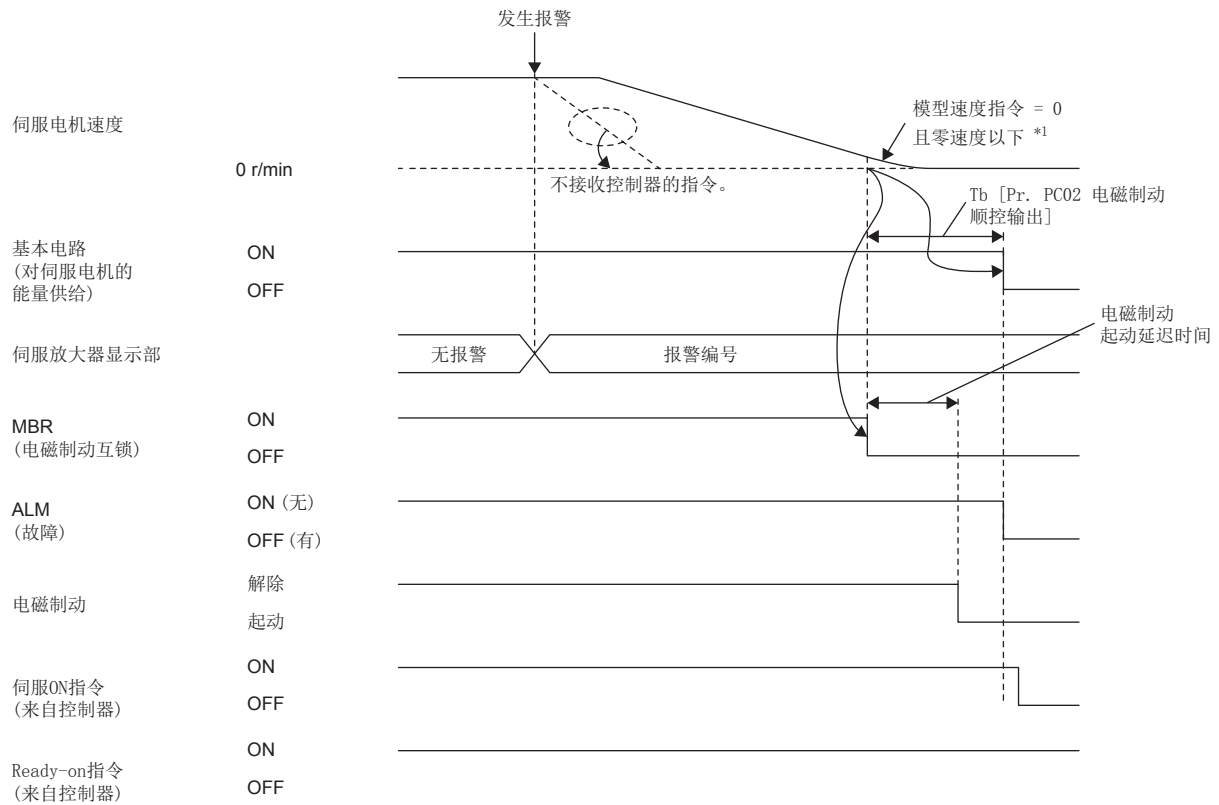 发生报警
伺服电机速度
模型速度指令 = 0
且零速度以下 *1
0 r/min
不接收控制器的指令。
Tb [Pr. PC02 电磁制动
顺控输出]
基本电路
(对伺服电机的
能量供给)
ON
OFF
电磁制动
起动延迟时间
伺服放大器显示部
无报警
报警编号
MBR
(电磁制动互锁)
ON
OFF
ALM
(故障)
ON (无)
OFF (有)
电磁制动
解除
起动
伺服ON指令
(来自控制器)
ON
OFF
Ready-on指令
(来自控制器)
ON
OFF